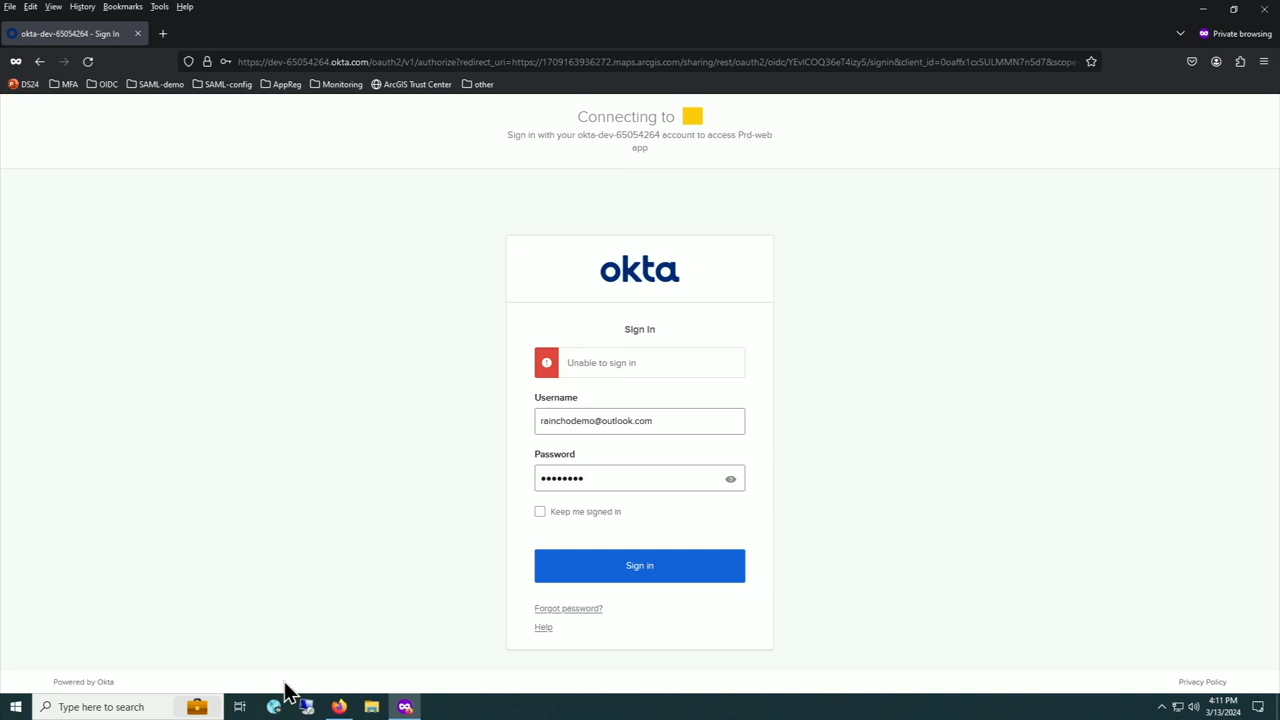 File Edit View History Bookmarks Tools Help
okta-dev-65054264 - Sign In
Private browsing
https://dev-65054264.okta.com/oauth2/v1/authorize?redirect_uri=https://1709163936272.maps.arcgis.com/sharing/rest/oauth2/oidc/YEvlCOQ36eT4izyS/signin&client_id=0oaffx1cxSULMMN7n5d7&scope
DS24 MFA OIDC SAML-demo SAML-config AppReg Monitoring ArcGIS Trust Center other
Connecting to
Sign in with your okta-dev-65054264 account to access Prd-web
app
okta
Sign In
Unable to sign in
Username
rainchodemo@outlook.com
Password
Keep me signed in
Sign in
Forgot password?
Help
Powered by Okta
Privacy Policy
Type here to search
4:11 PM
3/13/2024